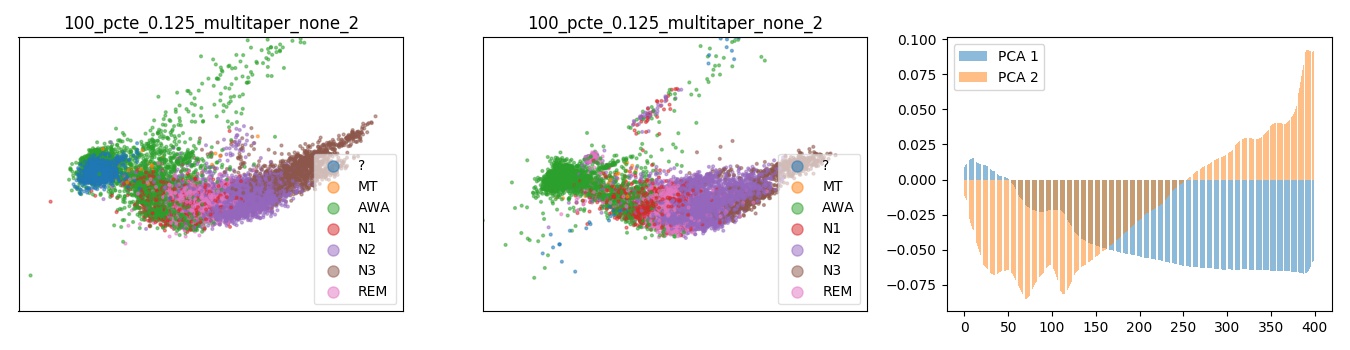 100_pcte_0.125_multitaper_none_2
?
MT
AWA
N1
N2
N3
REM
100_pcte_0.125_multitaper_none_2
?
MT
AWA
N1
N2
N3
REM
PCA 1
PCA 2
0.100
0.075
0.050
0.025
0.000
−0.025
−0.050
−0.075
0 50 100 150 200 250 300 350 400